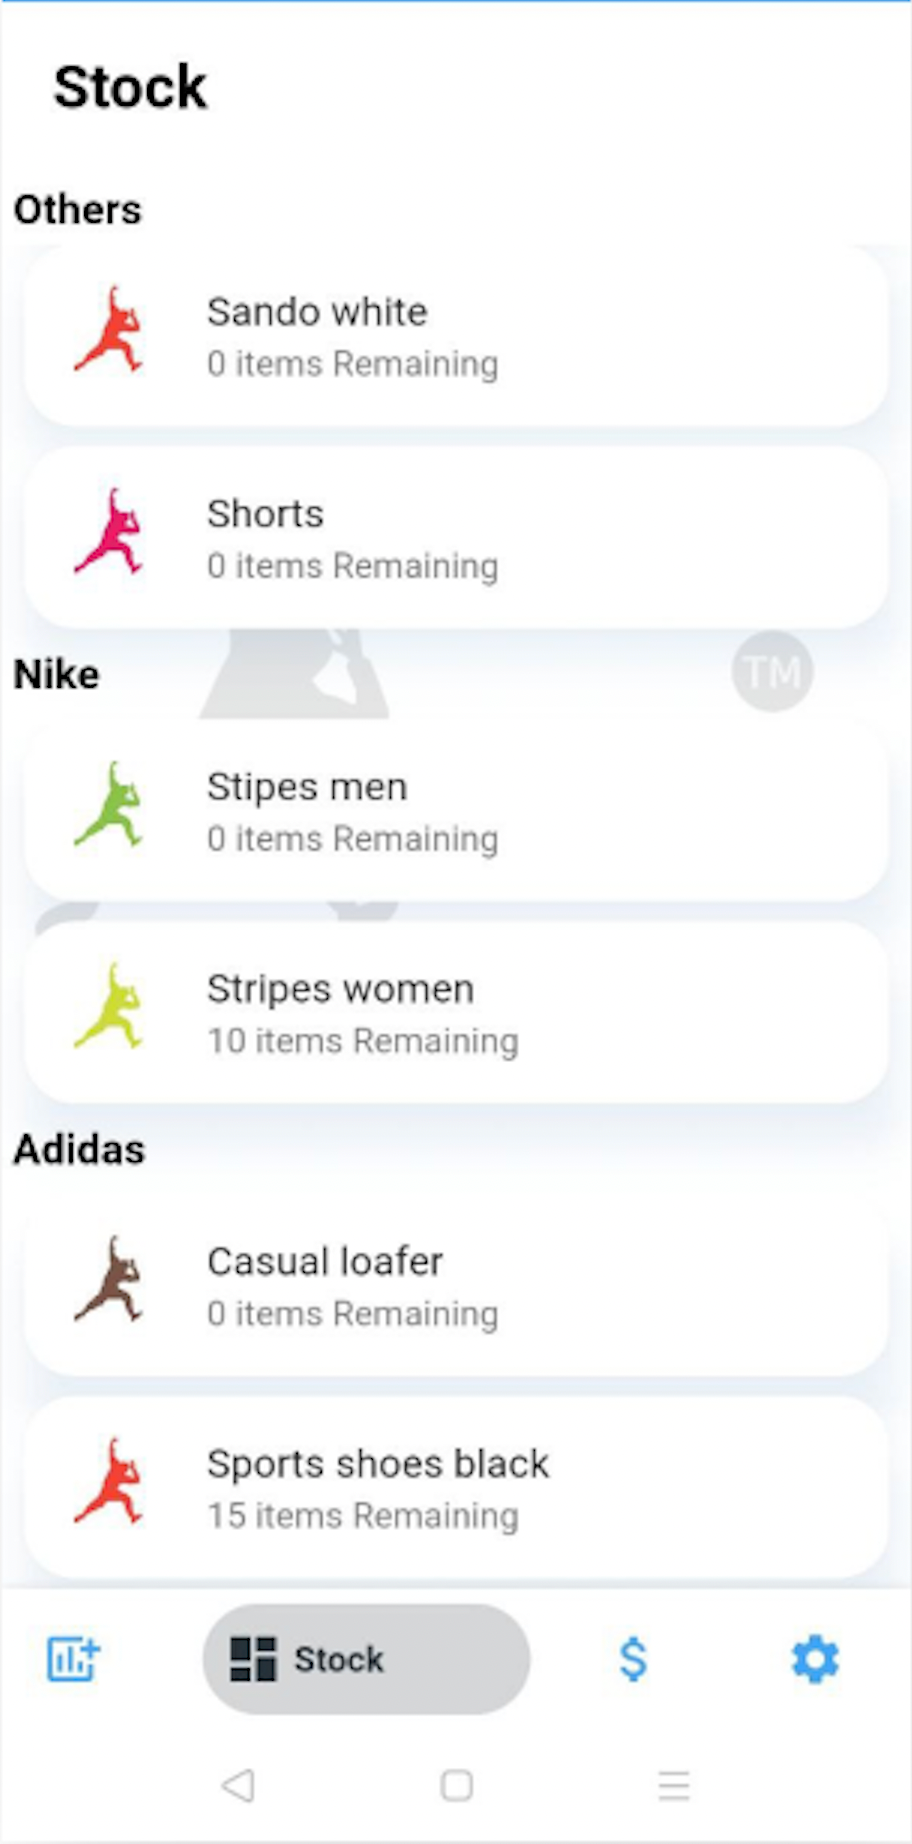 Stock
Others
Sando white
0 items Remaining
Shorts
0 items Remaining
Nike
TM
Stipes men
0 items Remaining
Stripes women
10 items Remaining
Adidas
Casual loafer
0 items Remaining
Sports shoes black
15 items Remaining
Stock